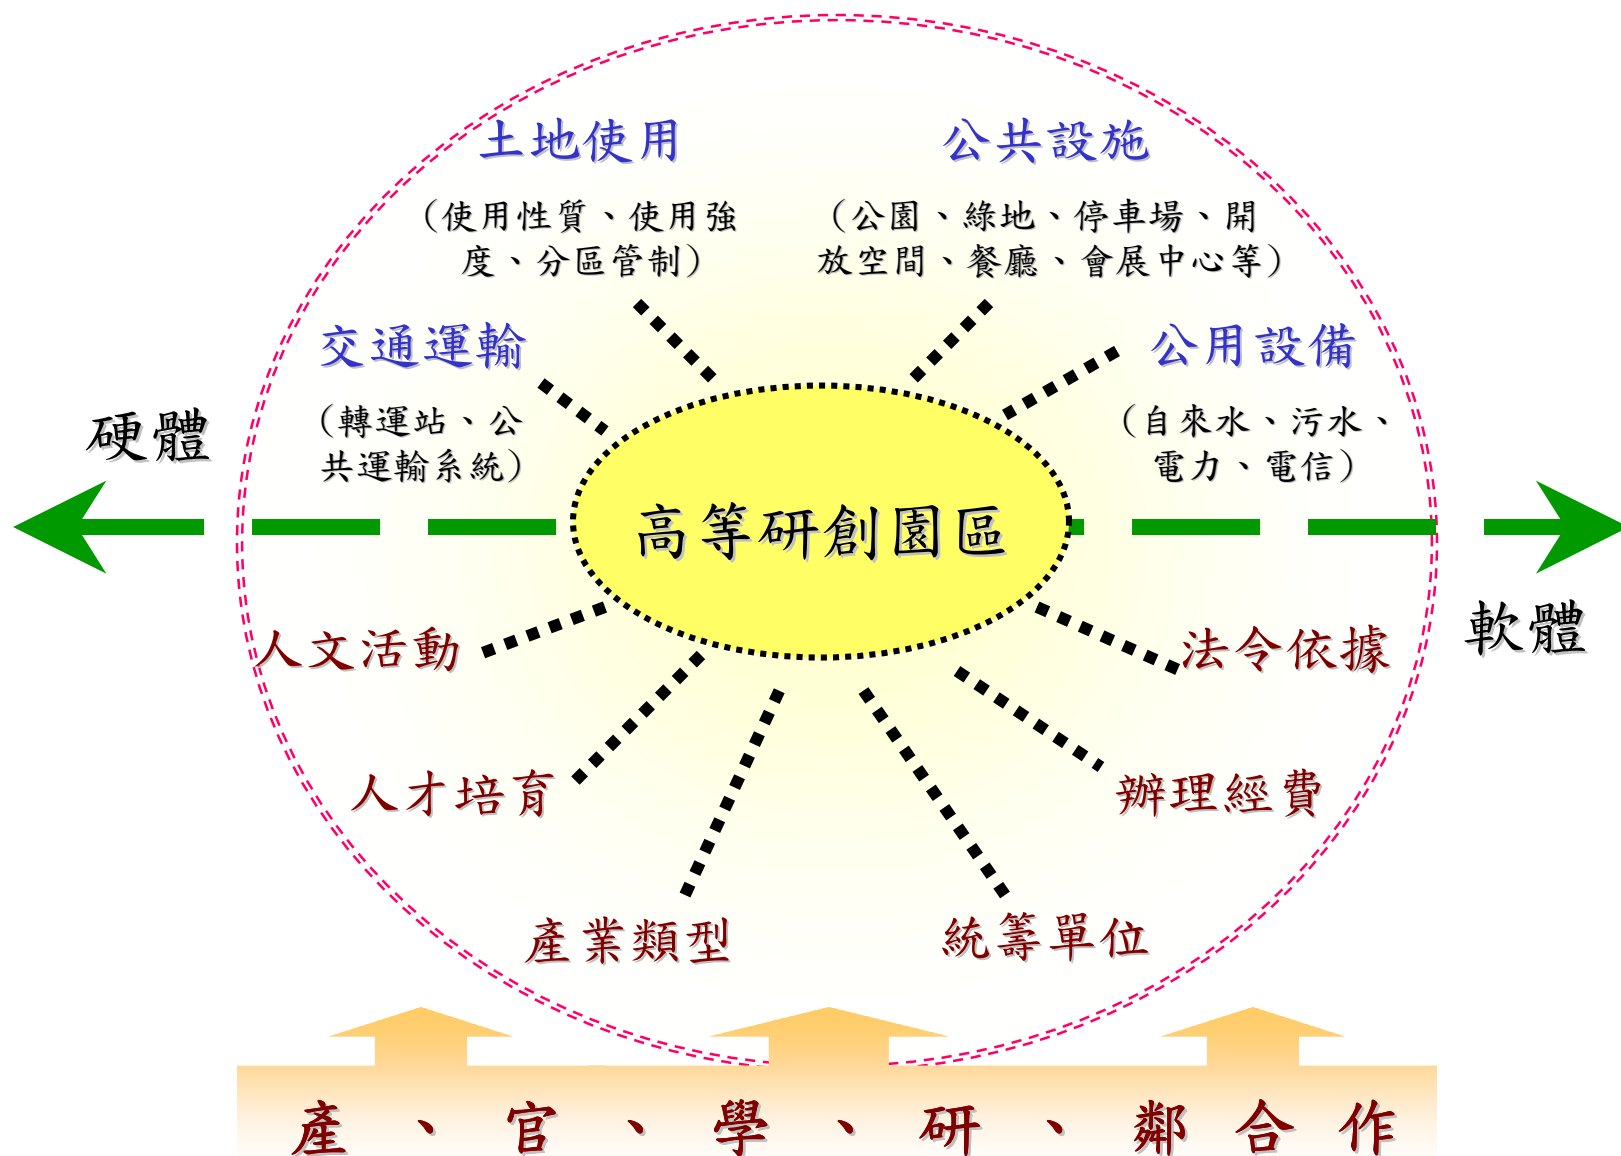 土地使用
（使用性質、使用強
度、分區管制）
公共設施
（公園、綠地、停車場、開
放空間、餐廳、會展中心等）
交通運輸
（轉運站、公
共運輸系統）
公用設備
（自來水、污水、
電力、電信）
硬體
高等研創園區
軟體
人文活動
法令依據
人才培育
辦理經費
產業類型
統籌單位
產、官、學、研、鄰合作